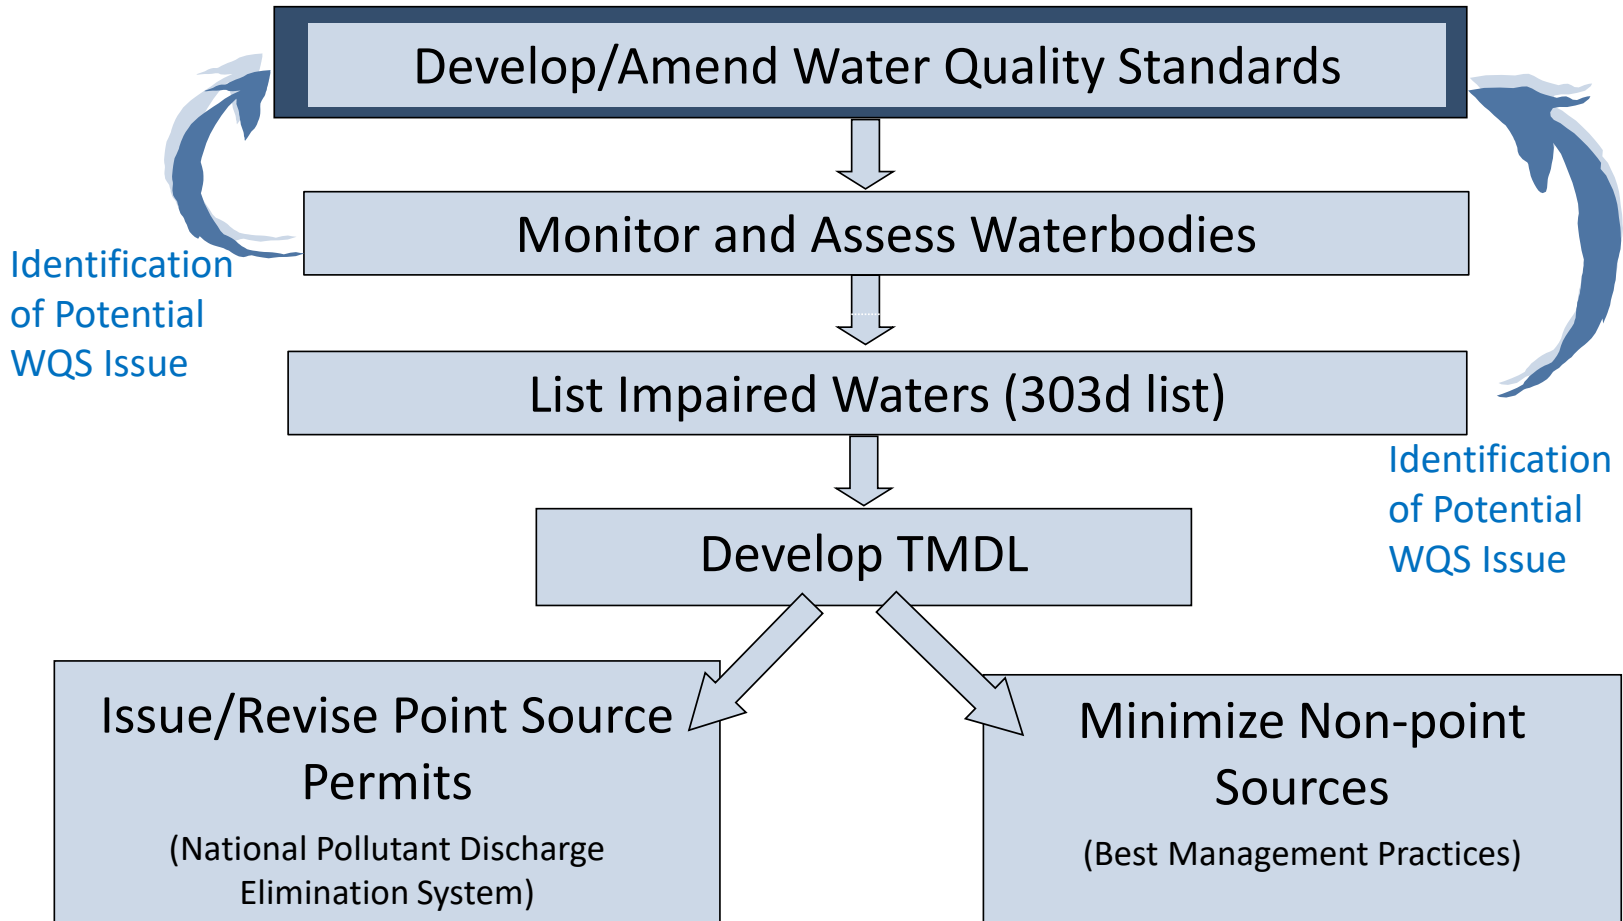 Develop/Amend Water Quality Standards
Monitor and Assess Waterbodies
Identification
of Potential
WQS Issue
List Impaired Waters (303d list)
Identification
of Potential
WQS Issue
Develop TMDL
Issue/Revise Point Source
Permits
(National Pollutant Discharge
Elimination System)
Minimize Non-point
Sources
(Best Management Practices)